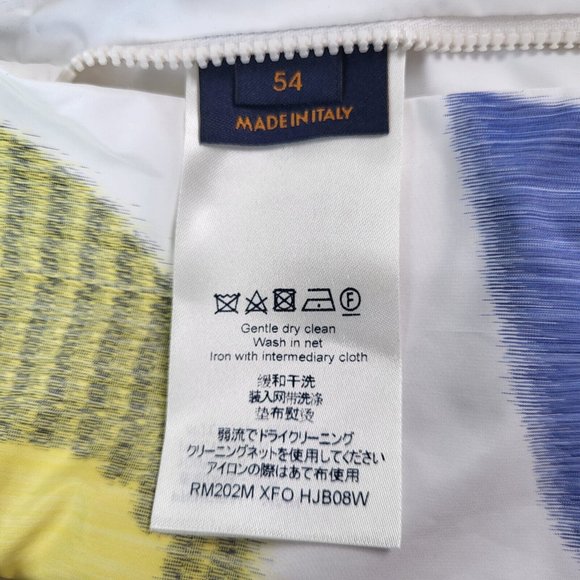 54
MADE IN ITALY
F
Gentle dry clean
Wash in net
Iron with intermediary cloth
缓和干洗
装入网带洗涤
垫布熨烫
弱流でドライクリーニング
クリーニングネットを使用してください
アイロンの際はあて布使用
RM202M XFO HJB08W